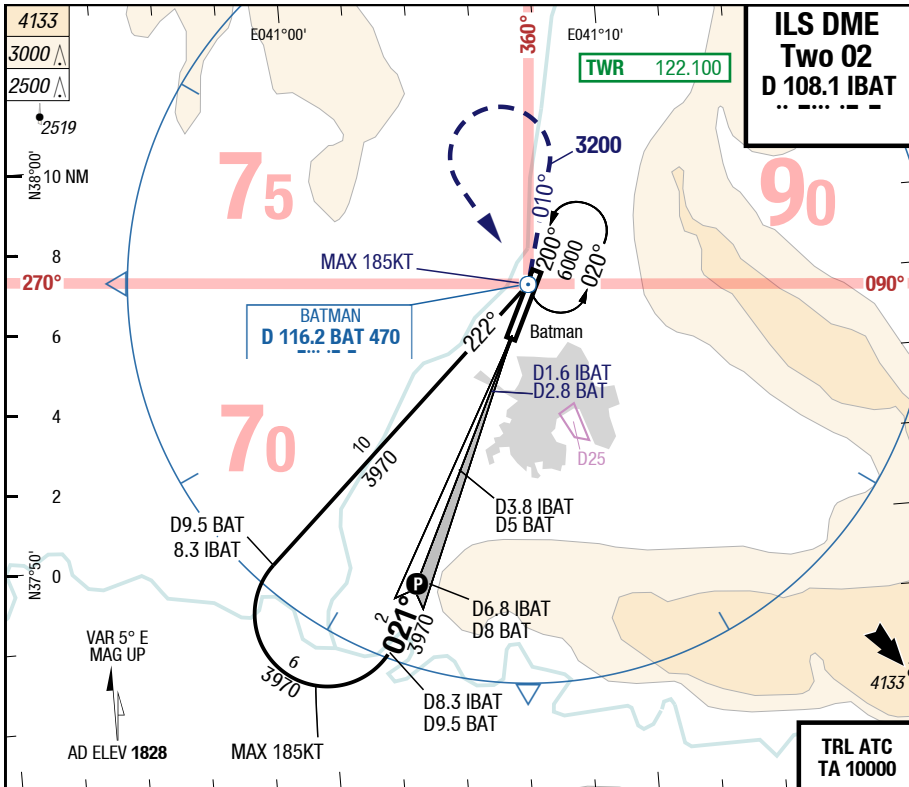 4133
3000
2500
2519
E041°00'
360°
E041°10'
TWR 122.100
ILS DME
Two 02
D 108.1 IBAT
3200
N38°00'
10 NM
75
90
010°
200°
6000
020°
8
MAX 185KT
270°
090°
BATMAN
D 116.2 BAT 470
222°
Batman
6
D1.6 IBAT
D2.8 BAT
4
70
10
3970
D25
2
D3.8 IBAT
D5 BAT
D9.5 BAT
8.3 IBAT
N37°50'
0
P
D6.8 IBAT
D8 BAT
2
021°
3970
VAR 5° E
MAG UP
6
3970
4133
D8.3 IBAT
D9.5 BAT
AD ELEV 1828
MAX 185KT
TRL ATC
TA 10000